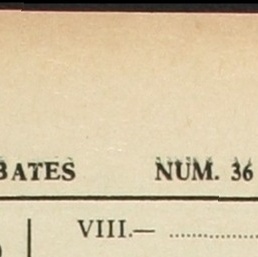 BATES NUM. 36
VIII.— ................